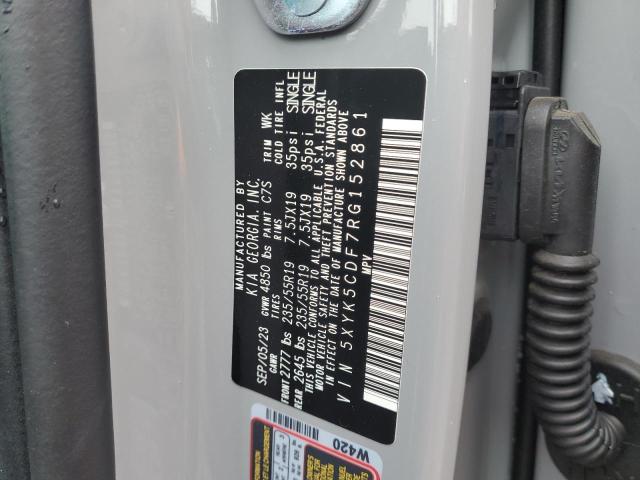 MANUFACTURED BY
KIA GEORGIA, INC.
SEP/05/23 GVWR 4850 lbs PAINT C7S TRIM WK
GAWR TIRES RIMS COLD TIRE INFL
FRONT 2777 lbs 235/55R19 7.5JX19 35psi SINGLE
REAR 2645 lbs 235/55R19 7.5JX19 35psi SINGLE
THIS VEHICLE CONFORMS TO ALL APPLICABLE U.S.A. FEDERAL
MOTOR VEHICLE SAFETY AND THEFT PREVENTION STANDARDS
IN EFFECT ON THE DATE OF MANUFACTURE SHOWN ABOVE
VIN 5XYK5CDF7RG152861
MPV
W420